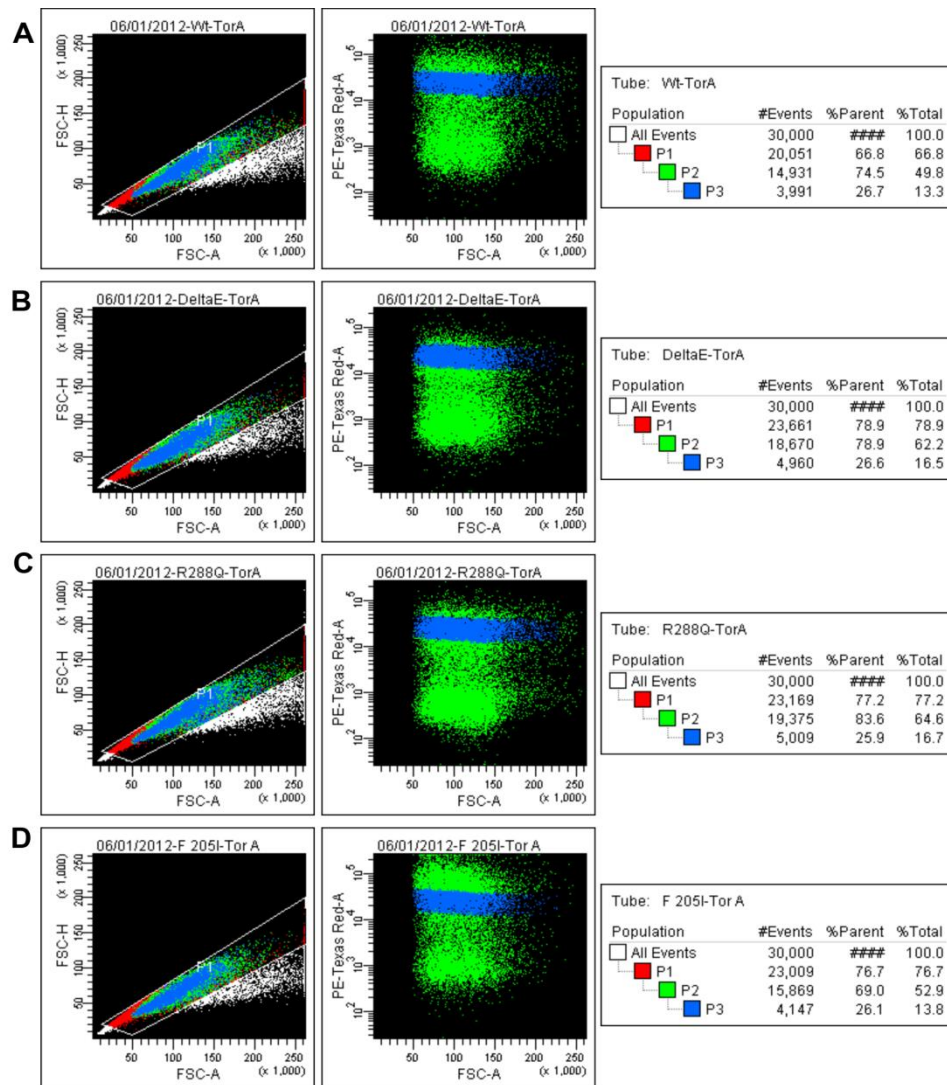 A
06/01/2012-Wt-TorA
(x 1,000)
FSC-H
250
200
150
100
50
P1
50 100 150 200 250
FSC-A
(x 1,000)
06/01/2012-Wt-TorA
PE-Texas Red-A
10^5
10^4
10^3
10^2
50 100 150 200 250
FSC-A
(x 1,000)
Tube: Wt-TorA
Population #Events %Parent %Total
All Events 30,000 #### 100.0
P1 20,051 66.8 66.8
P2 14,931 74.5 49.8
P3 3,991 26.7 13.3
B
06/01/2012-DeltaE-TorA
(x 1,000)
FSC-H
250
200
150
100
50
P1
50 100 150 200 250
FSC-A
(x 1,000)
06/01/2012-DeltaE-TorA
PE-Texas Red-A
10^5
10^4
10^3
10^2
50 100 150 200 250
FSC-A
(x 1,000)
Tube: DeltaE-TorA
Population #Events %Parent %Total
All Events 30,000 #### 100.0
P1 23,661 78.9 78.9
P2 18,670 78.9 62.2
P3 4,960 26.6 16.5
C
06/01/2012-R288Q-TorA
(x 1,000)
FSC-H
250
200
150
100
50
P1
50 100 150 200 250
FSC-A
(x 1,000)
06/01/2012-R288Q-TorA
PE-Texas Red-A
10^5
10^4
10^3
10^2
50 100 150 200 250
FSC-A
(x 1,000)
Tube: R288Q-TorA
Population #Events %Parent %Total
All Events 30,000 #### 100.0
P1 23,169 77.2 77.2
P2 19,375 83.6 64.6
P3 5,009 25.9 16.7
D
06/01/2012-F 205I-Tor A
(x 1,000)
FSC-H
250
200
150
100
50
P1
50 100 150 200 250
FSC-A
(x 1,000)
06/01/2012-F 205I-Tor A
PE-Texas Red-A
10^5
10^4
10^3
10^2
50 100 150 200 250
FSC-A
(x 1,000)
Tube: F 205I-Tor A
Population #Events %Parent %Total
All Events 30,000 #### 100.0
P1 23,009 76.7 76.7
P2 15,869 69.0 52.9
P3 4,147 26.1 13.8